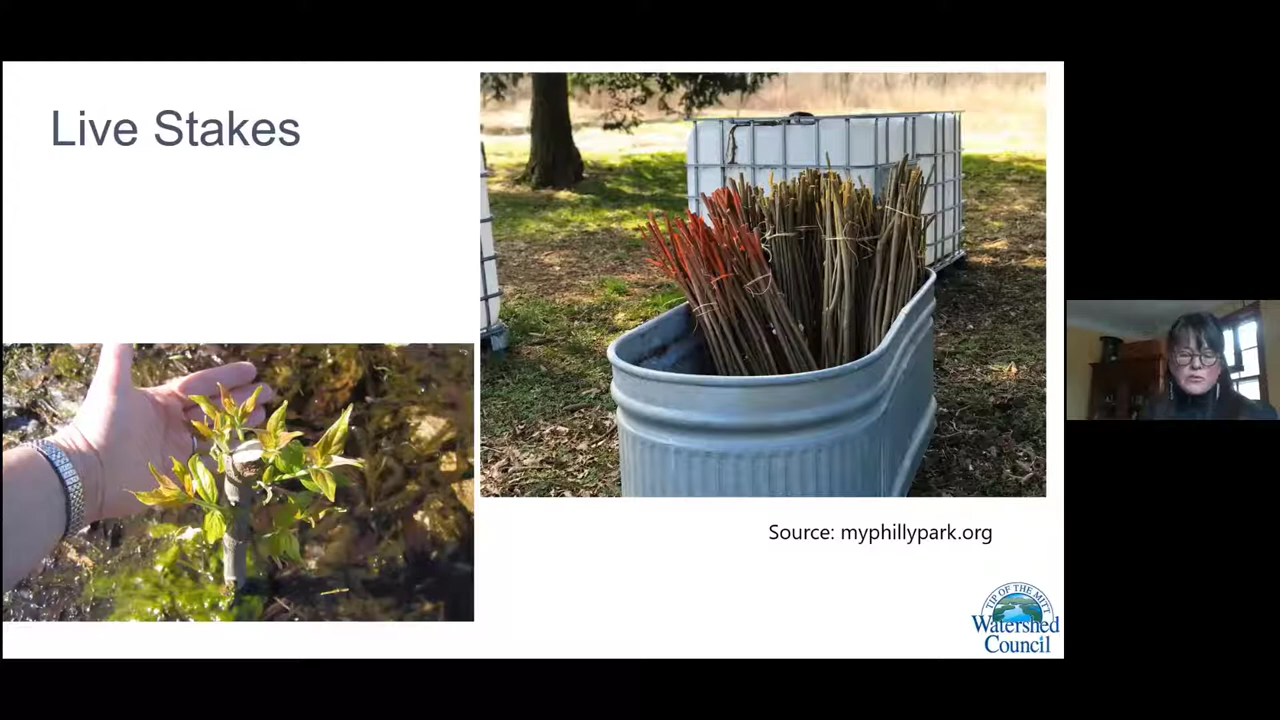 Live Stakes
Source: myphillypark.org
TIP OF THE MITT
Watershed
Council